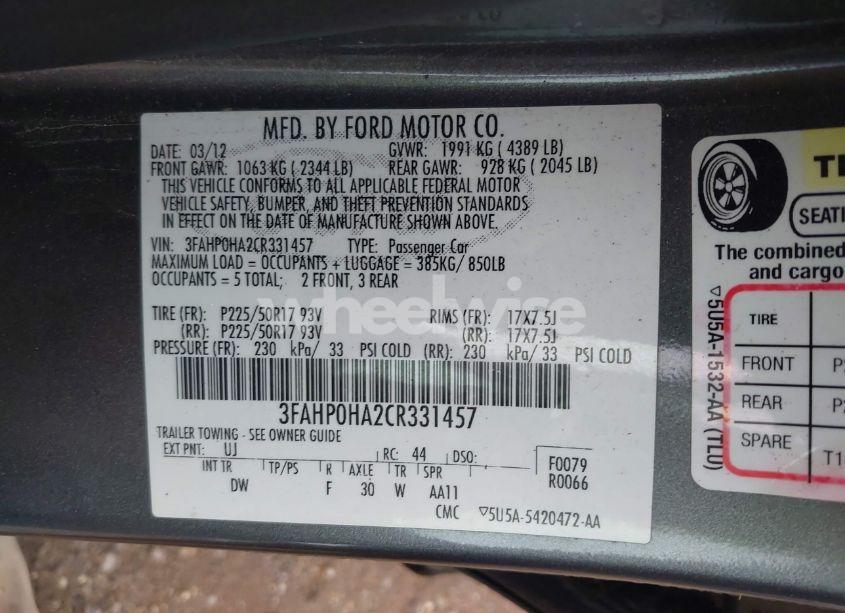 MFD. BY FORD MOTOR CO.
DATE: 03/12 GVWR: 1991 KG ( 4389 LB)
FRONT GAWR: 1063 KG ( 2344 LB) REAR GAWR: 928 KG ( 2045 LB)
THIS VEHICLE CONFORMS TO ALL APPLICABLE FEDERAL MOTOR
VEHICLE SAFETY, BUMPER, AND THEFT PREVENTION STANDARDS
IN EFFECT ON THE DATE OF MANUFACTURE SHOWN ABOVE.
VIN: 3FAHP0HA2CR331457 TYPE: Passenger Car
MAXIMUM LOAD = OCCUPANTS + LUGGAGE = 385KG/ 850LB
OCCUPANTS = 5 TOTAL; 2 FRONT, 3 REAR
wheelwise
TIRE (FR): P225/50R17 93V RIMS (FR): 17X7.5J
(RR): P225/50R17 93V (RR): 17X7.5J
PRESSURE (FR): 230 kPa/ 33 PSI COLD (RR): 230 kPa/ 33 PSI COLD
3FAHP0HA2CR331457
TRAILER TOWING - SEE OWNER GUIDE
EXT PNT: UJ RC: 44 DSO: F0079
R0066
INT TR TP/PS R AXLE TR SPR
DW F 30 W AA11
CMC ▽5U5A-5420472-AA
SEATI
The combined
and cargo
▽5U5A-1532-AA (TLU)
TIRE
FRONT
REAR
SPARE T1